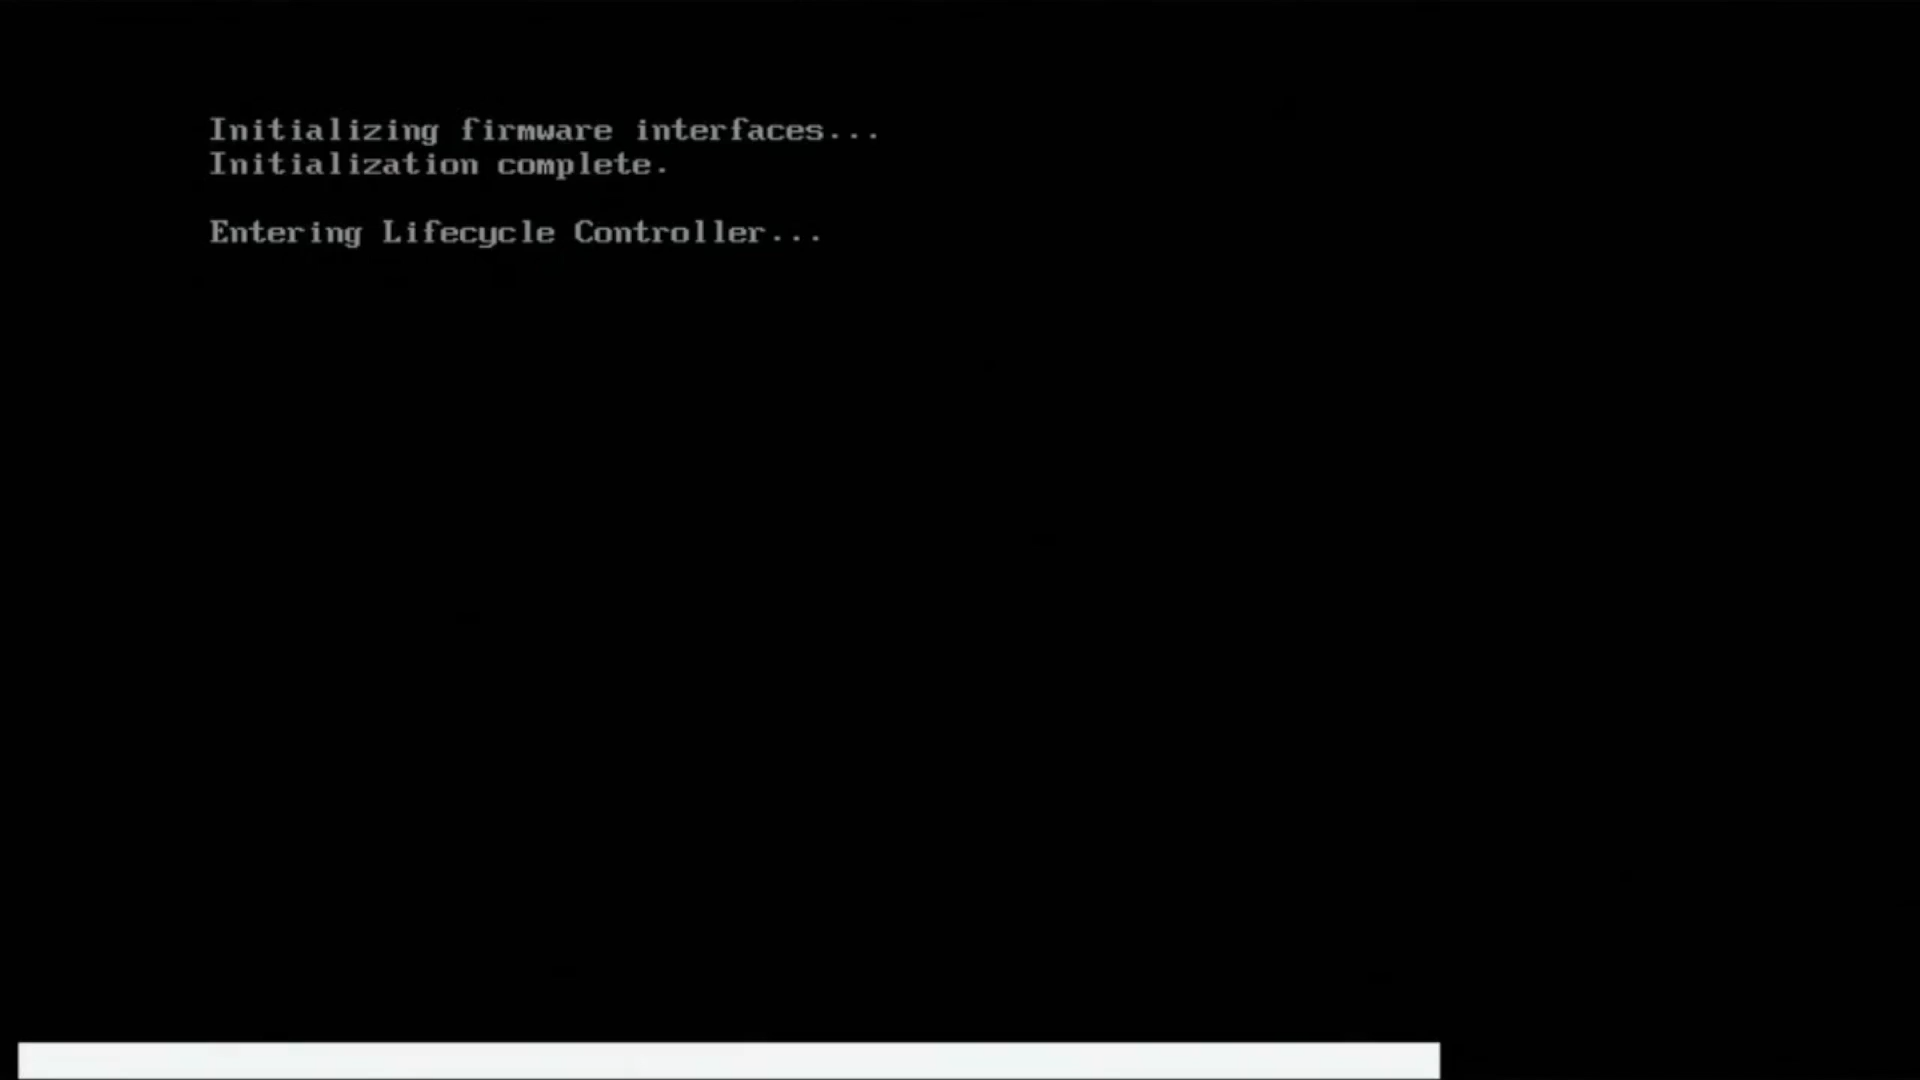 Initializing firmware interfaces...
Initialization complete.
Entering Lifecycle Controller...